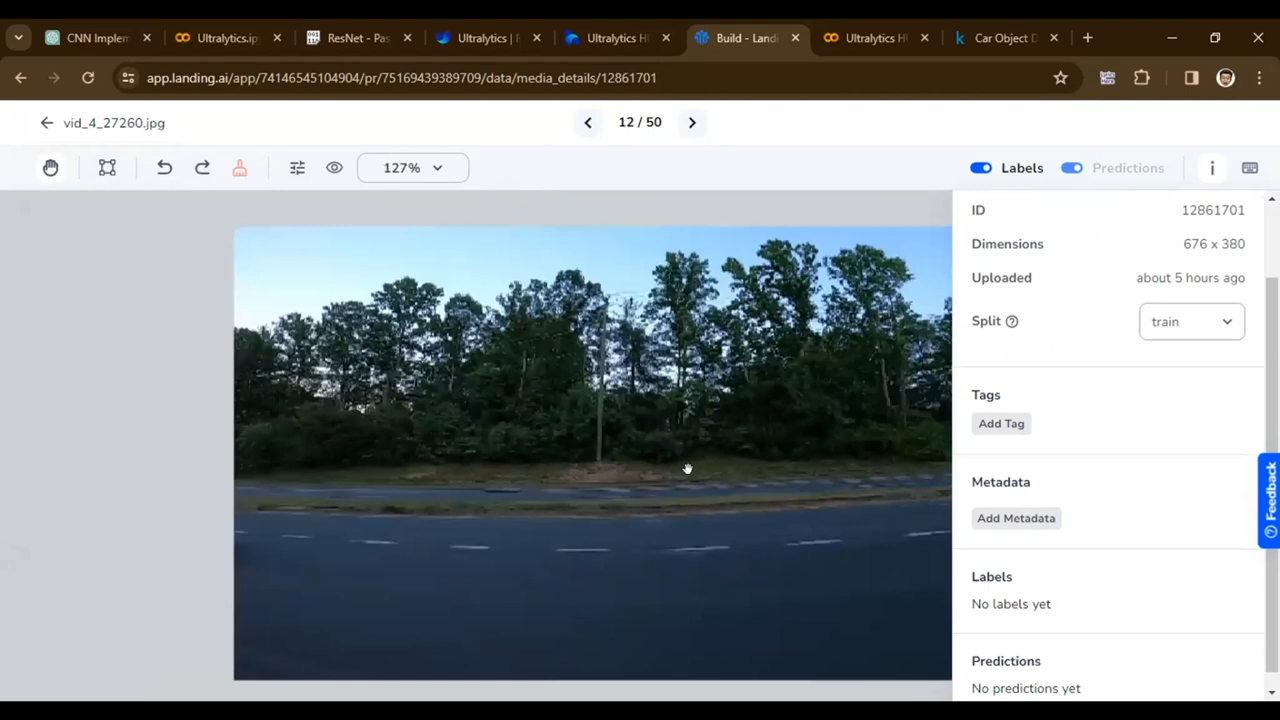 CNN Implem
Ultralytics.ip
ResNet - Pas
Ultralytics | F
Ultralytics H
Build - Landi
Ultralytics H
Car Object D
app.landing.ai/app/74146545104904/pr/75169439389709/data/media_details/12861701
vid_4_27260.jpg
12 / 50
127%
Labels
Predictions
ID
12861701
Dimensions
676 x 380
Uploaded
about 5 hours ago
Split
train
Tags
Add Tag
Metadata
Add Metadata
Labels
No labels yet
Predictions
No predictions yet
Feedback